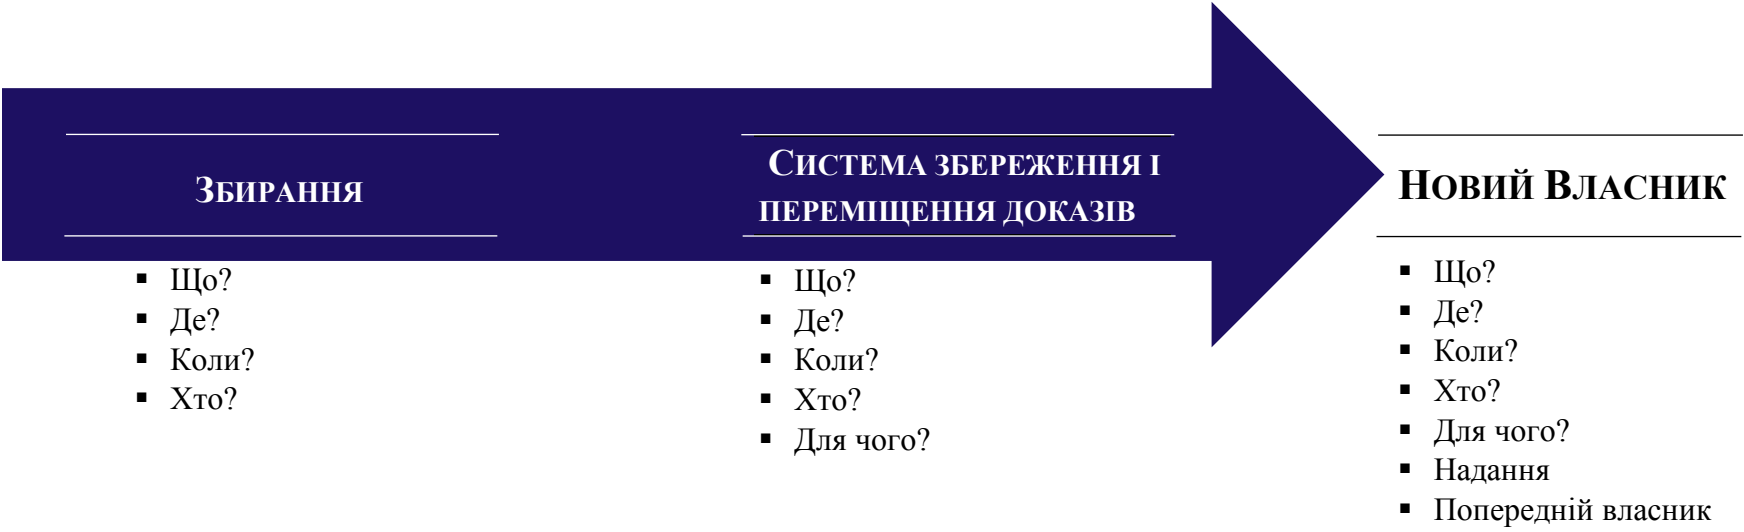 Збирання
Що?
Де?
Коли?
Хто?
Система збереження і
переміщення доказів
Що?
Де?
Коли?
Хто?
Для чого?
Новий Власник
Що?
Де?
Коли?
Хто?
Для чого?
Надання
Попередній власник